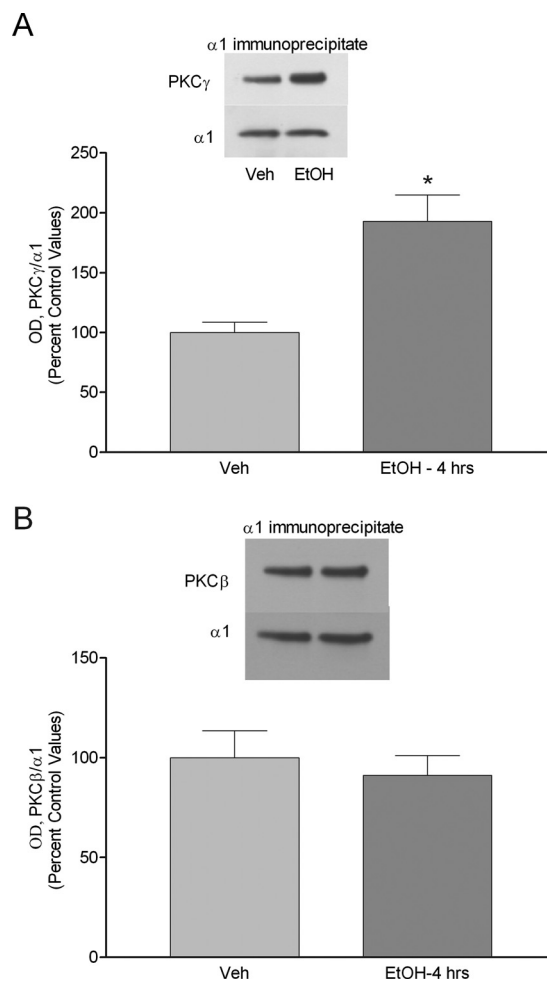 A
α1 immunoprecipitate
PKCγ
α1
Veh EtOH
250
200
150
100
50
0
OD, PKCγ/α1
(Percent Control Values)
*
Veh EtOH - 4 hrs
B
α1 immunoprecipitate
PKCβ
α1
150
100
50
0
OD, PKCβ/α1
(Percent Control Values)
Veh EtOH-4 hrs